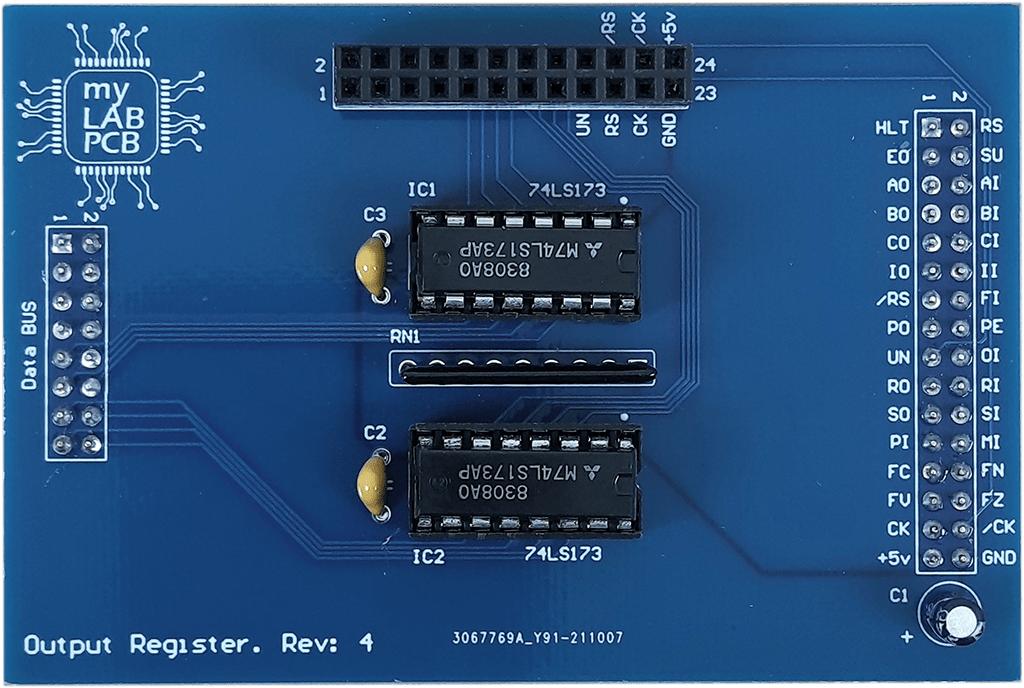 /RS /CK +5v
2 24
1 23
UN RS CK GND
my
LAB
PCB
1 2
HLT RS
EO SU
AO AI
BO BI
CO CI
IO II
/RS FI
PO PE
UN OI
RO RI
SO SI
PI MI
FC FN
FV FZ
CK /CK
+5v GND
IC1 74LS173
C3
M74LS173AP
8308A0
1 2
Data BUS
RN1
C2
M74LS173AP
8308A0
IC2 74LS173
C1
+
Output Register. Rev: 4
3067769A_Y91-211007